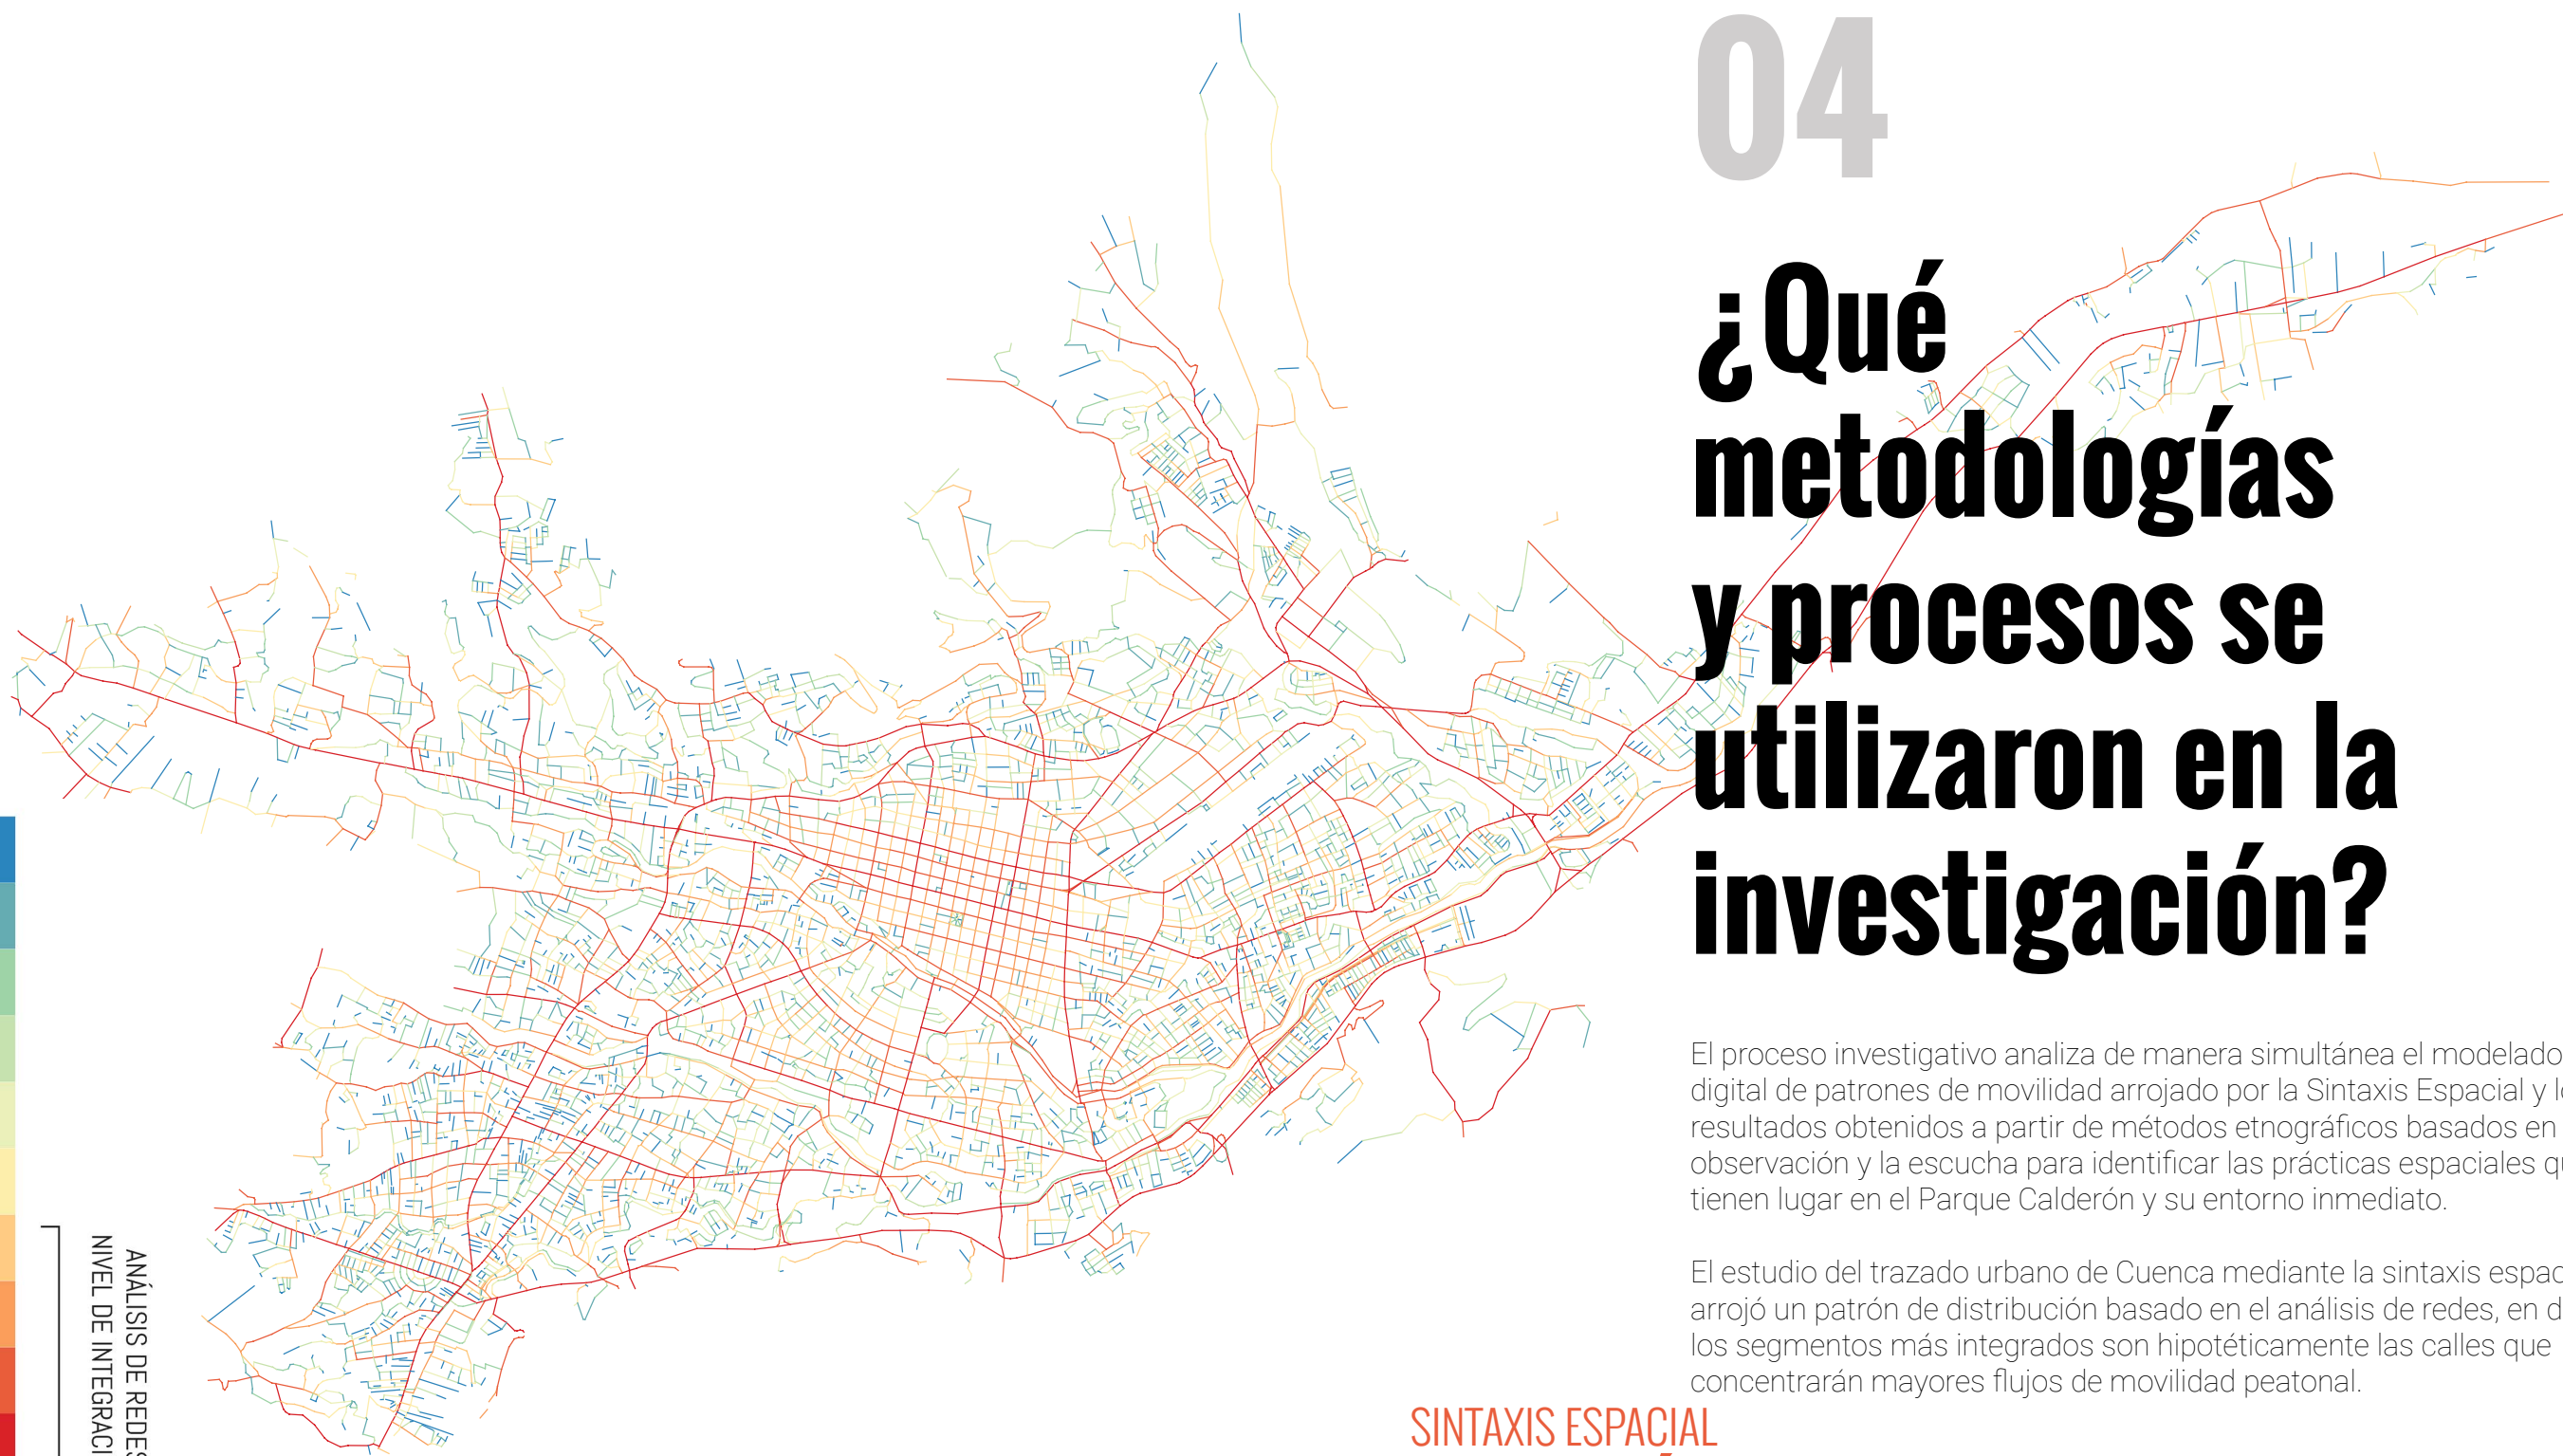 04
¿Qué
metodologías
y procesos se
utilizaron en la
investigación?
El proceso investigativo analiza de manera simultánea el modelado
digital de patrones de movilidad arrojado por la Sintaxis Espacial y
resultados obtenidos a partir de métodos etnográficos basados en
observación y la escucha para identificar las prácticas espaciales
tienen lugar en el Parque Calderón y su entorno inmediato.
El estudio del trazado urbano de Cuenca mediante la sintaxis
arrojó un patrón de distribución basado en el análisis de redes, en
los segmentos más integrados son hipotéticamente las calles que
concentrarán mayores flujos de movilidad peatonal.
SINTAXIS ESPACIAL
ANÁLISIS DE REDES
NIVEL DE